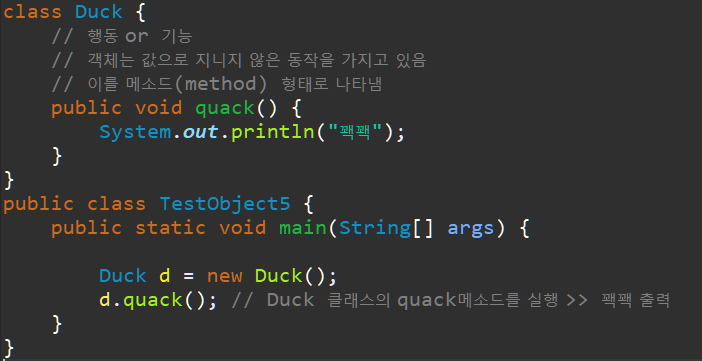 class Duck {
    // 행동 or 기능
    // 객체는 값으로 지니지 않은 동작을 가지고 있음
    // 이를 메소드(method) 형태로 나타냄
    public void quack() {
        System.out.println("꽥꽥");
    }
}
public class TestObject5 {
    public static void main(String[] args) {
        Duck d = new Duck();
        d.quack(); // Duck 클래스의 quack메소드를 실행 >> 꽥꽥 출력
    }
}